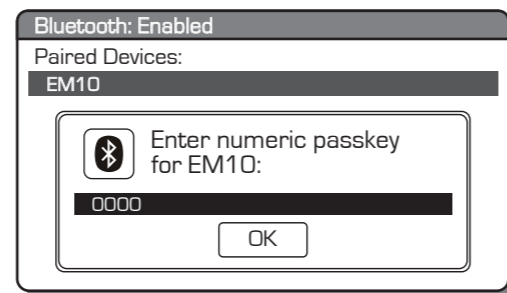 Bluetooth: Enabled
Paired Devices:
EM10
Enter numeric passkey
for EM10:
0000
OK